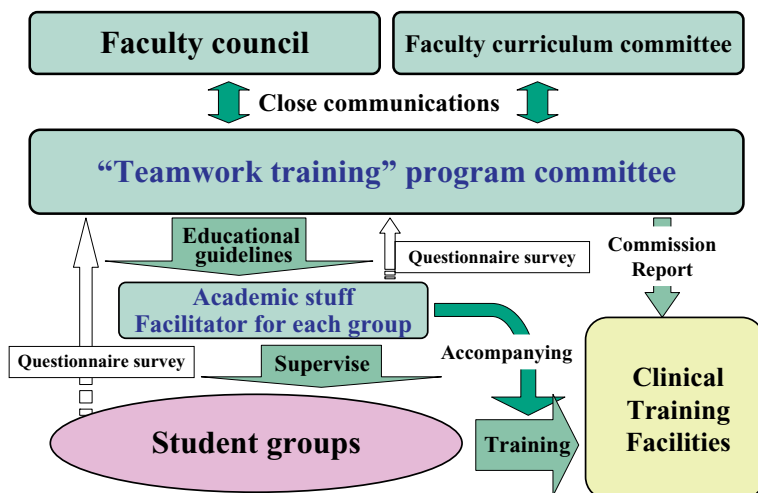 Faculty council
Faculty curriculum committee
Close communications
“Teamwork training” program committee
Educational
guidelines
Questionnaire survey
Commission
Report
Academic stuff
Facilitator for each group
Accompanying
Questionnaire survey
Supervise
Clinical
Training
Facilities
Student groups
Training